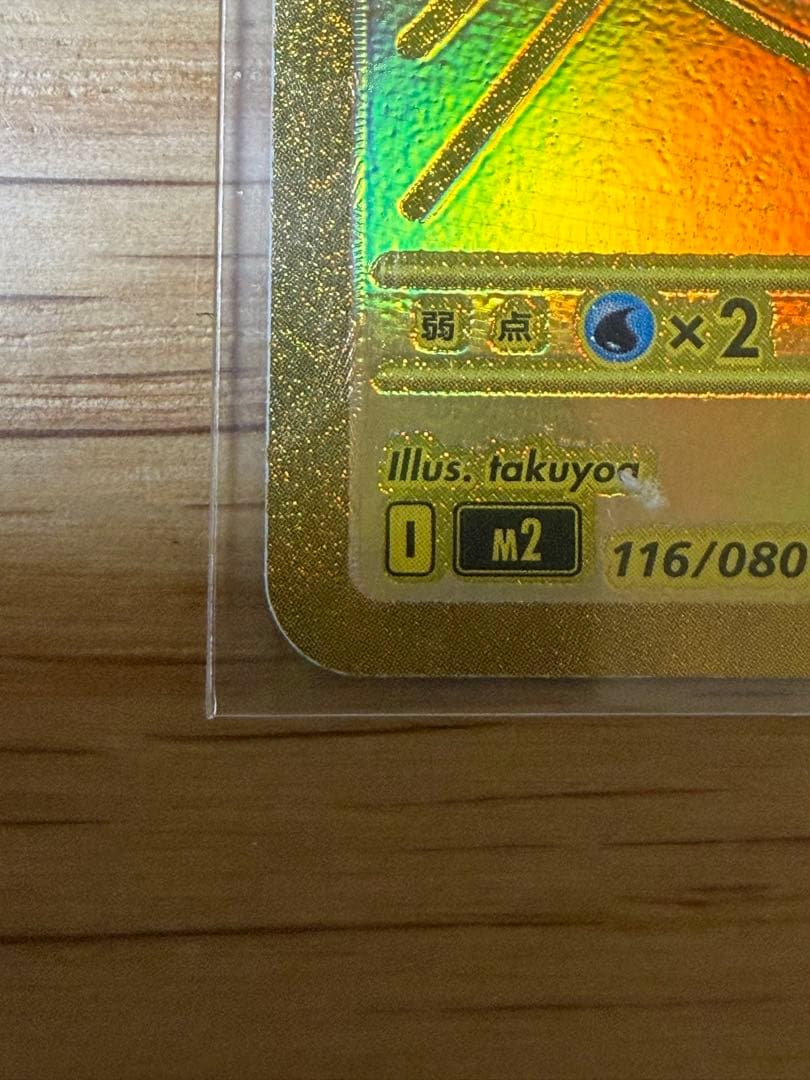 弱 点 ×2
Illus. takuyoa
I M2 116/080